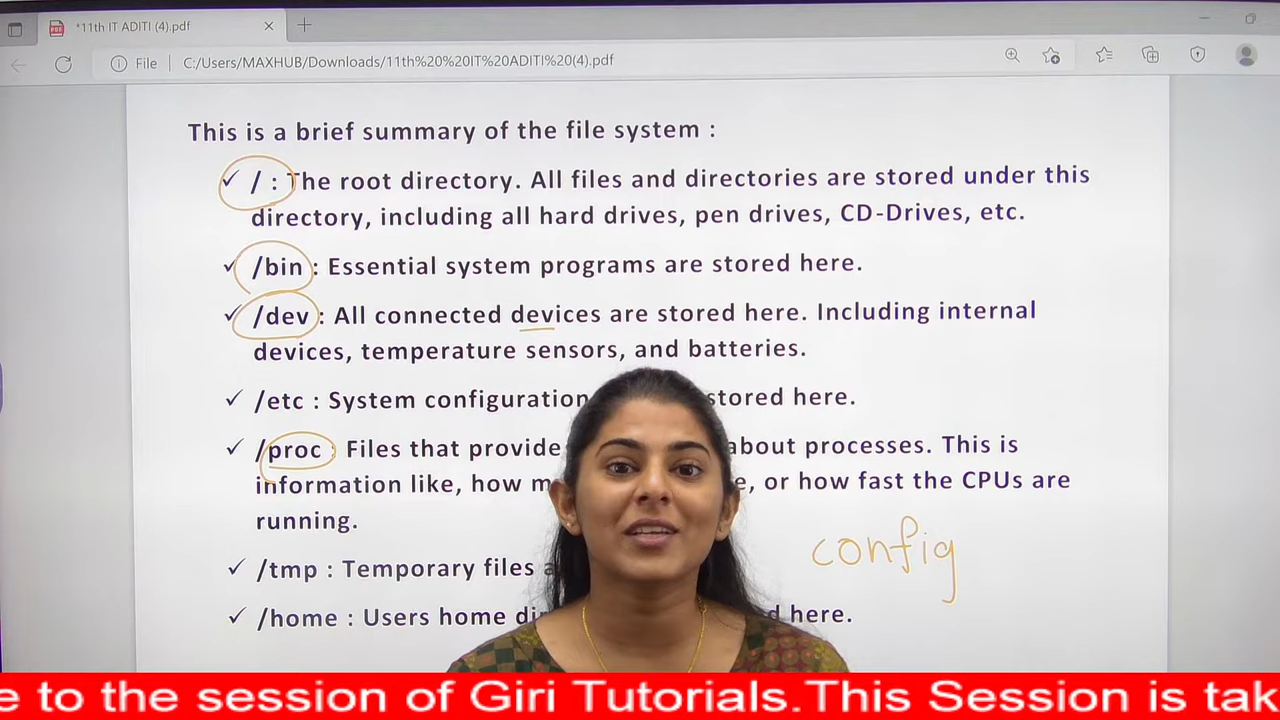 *11th IT ADITI (4).pdf
File C:/Users/MAXHUB/Downloads/11th%20%20IT%20ADITI%20(4).pdf
This is a brief summary of the file system :
✓ / : The root directory. All files and directories are stored under this
directory, including all hard drives, pen drives, CD-Drives, etc.
✓ /bin : Essential system programs are stored here.
✓ /dev : All connected devices are stored here. Including internal
devices, temperature sensors, and batteries.
✓ /etc : System configuration stored here.
✓ /proc : Files that provide about processes. This is
information like, how or how fast the CPUs are
running.
config
✓ /tmp : Temporary files
✓ /home : Users home here.
to the session of Giri Tutorials.This Session is